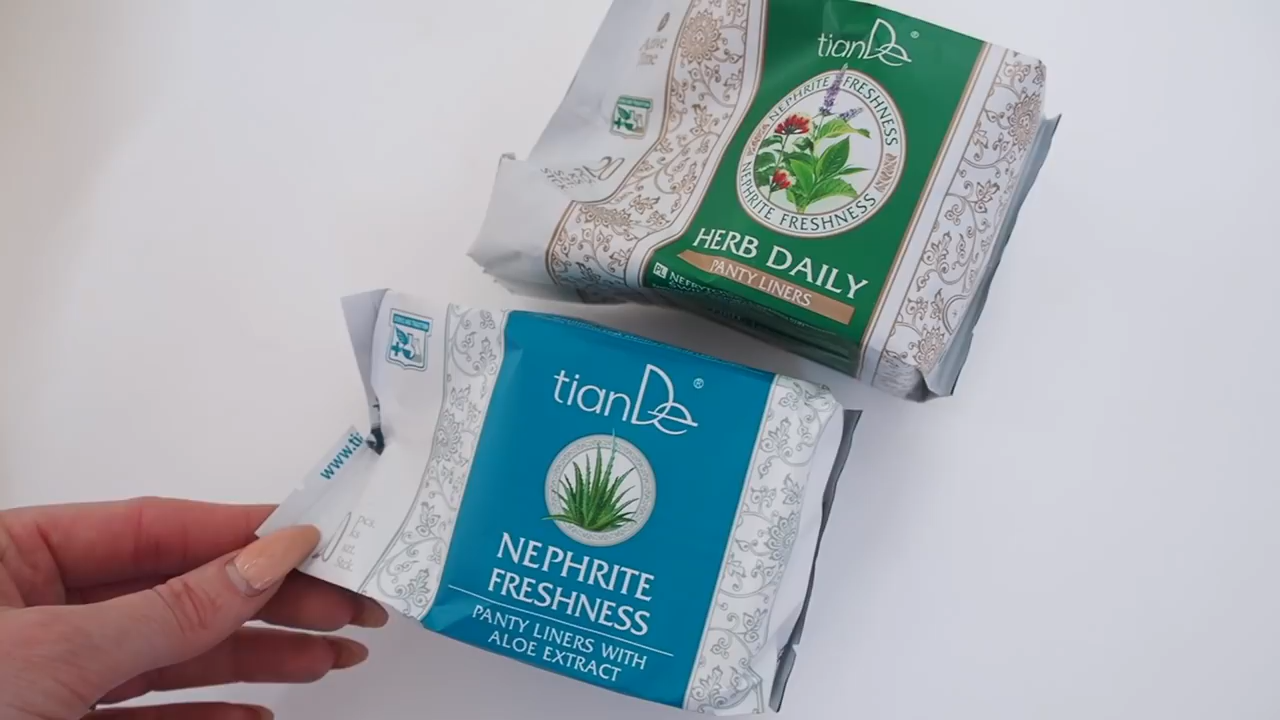 tianDe®
NEPHRITE FRESHNESS
NEPHRITE FRESHNESS
HERB DAILY
PANTY LINERS
PL
www.ti
tianDe®
NEPHRITE
FRESHNESS
PANTY LINERS WITH
ALOE EXTRACT